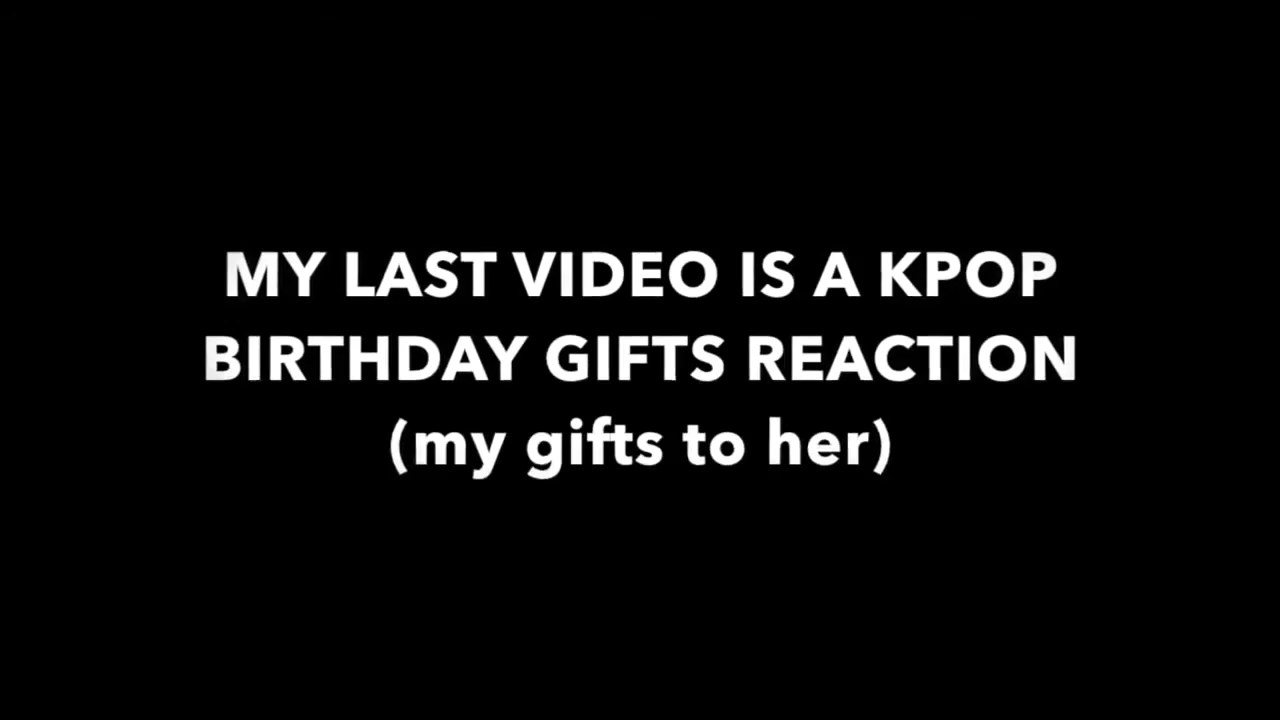 MY LAST VIDEO IS A KPOP
BIRTHDAY GIFTS REACTION
(my gifts to her)